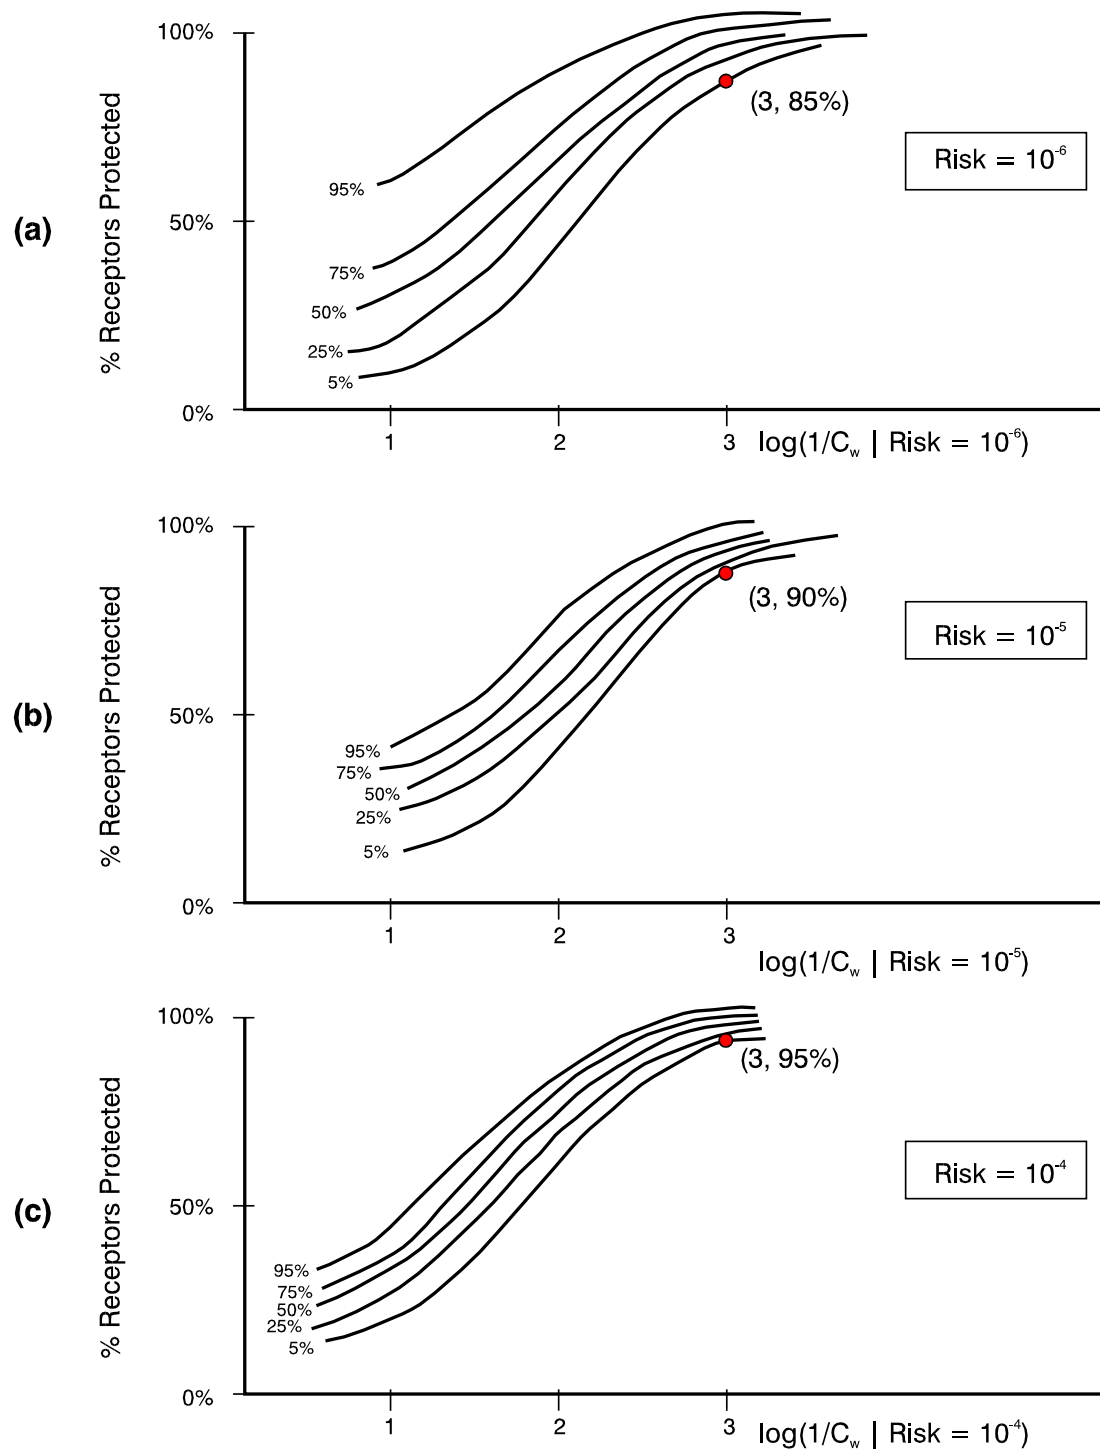 100%
(3, 85%)
Risk = 10⁻⁶
95%
(a)
% Receptors Protected
50%
75%
50%
25%
5%
0%
1 2 3 log(1/C_w | Risk = 10⁻⁶)
100%
(3, 90%)
Risk = 10⁻⁵
(b)
% Receptors Protected
50%
95%
75%
50%
25%
5%
0%
1 2 3
log(1/C_w | Risk = 10⁻⁵)
100%
(3, 95%)
Risk = 10⁻⁴
(c)
% Receptors Protected
50%
95%
75%
50%
25%
5%
0%
1 2 3 log(1/C_w | Risk = 10⁻⁴)